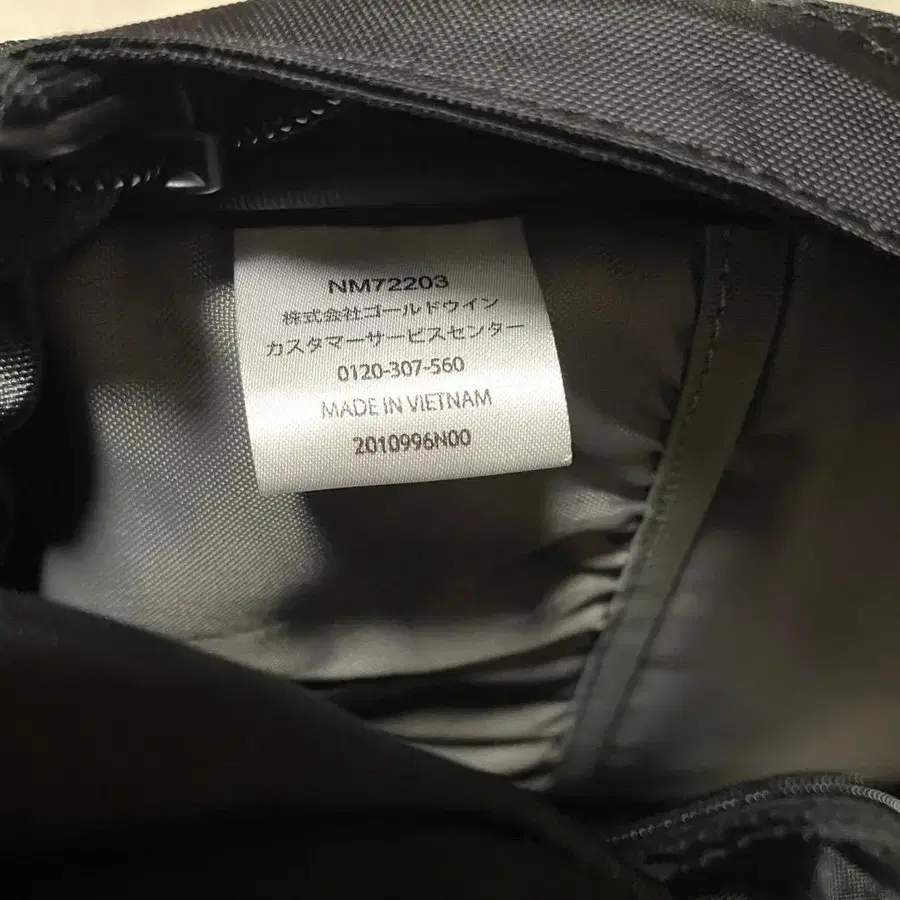 NM72203
株式会社ゴールドウイン
カスタマーサービスセンター
0120-307-560
MADE IN VIETNAM
2010996N00